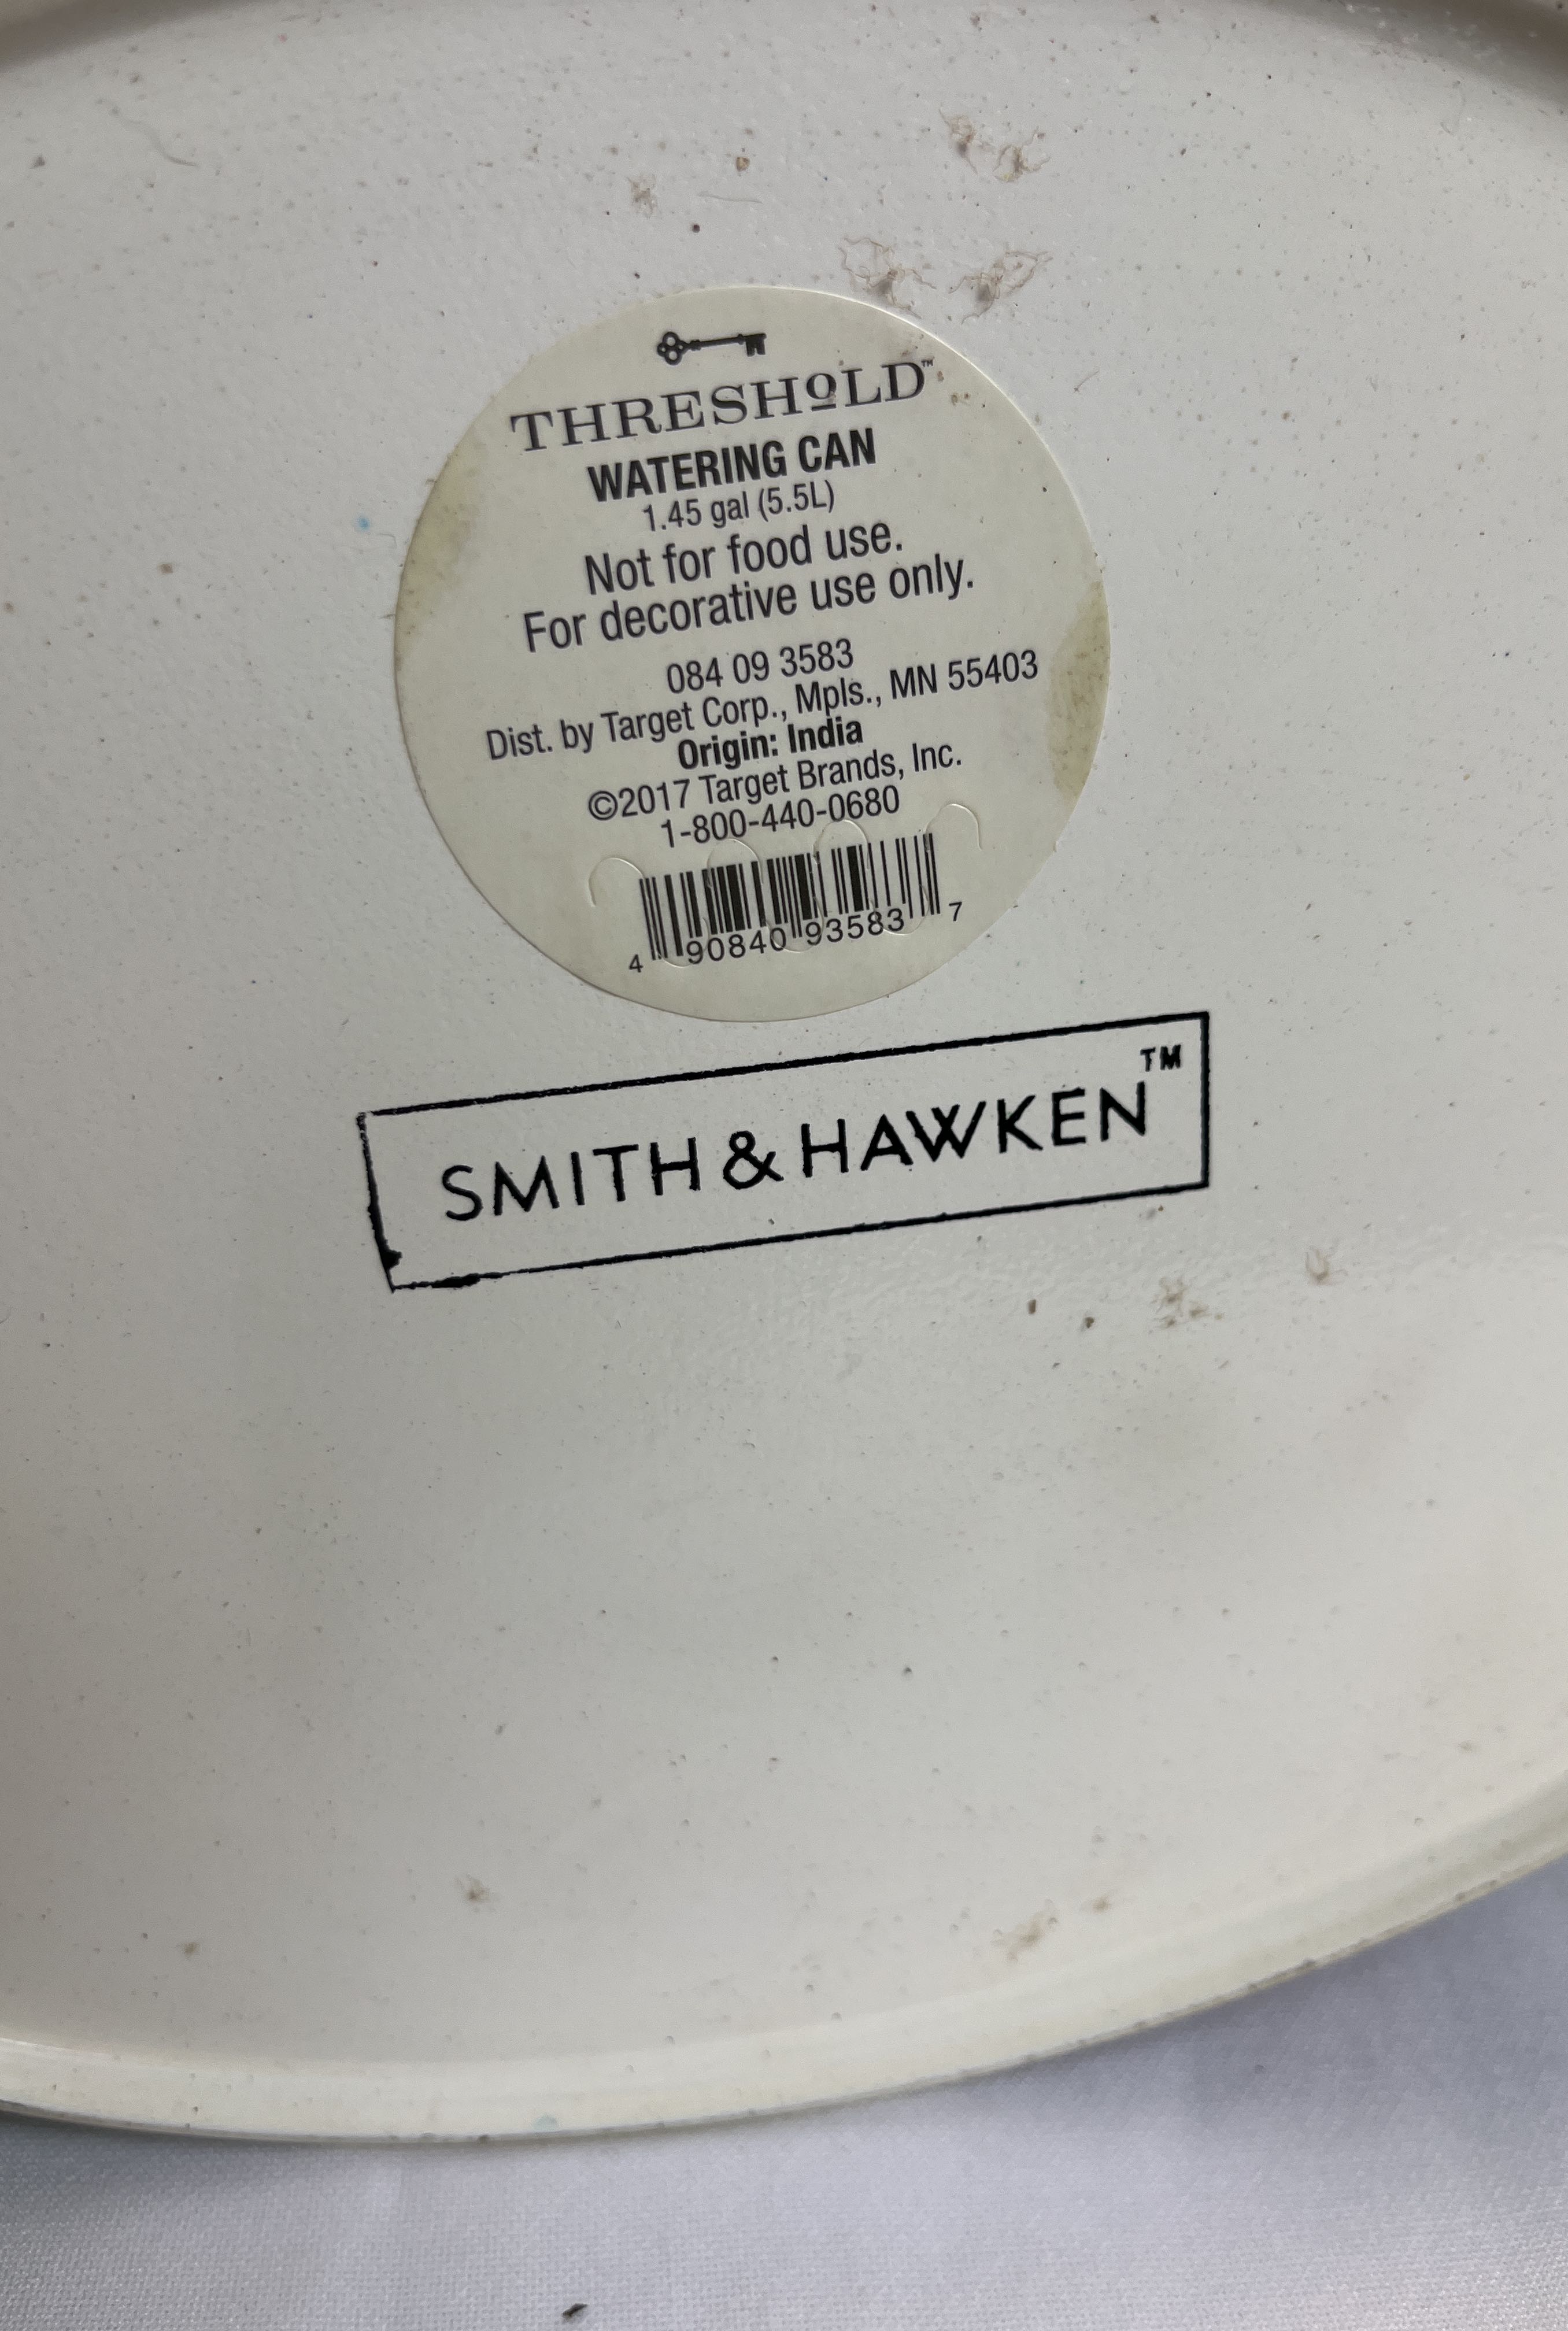 THRESHOLD™
WATERING CAN
1.45 gal (5.5L)
Not for food use.
For decorative use only.
084 09 3583
Dist. by Target Corp., Mpls., MN 55403
Origin: India
©2017 Target Brands, Inc.
1-800-440-0680
4 90840 93583 7
SMITH & HAWKEN™